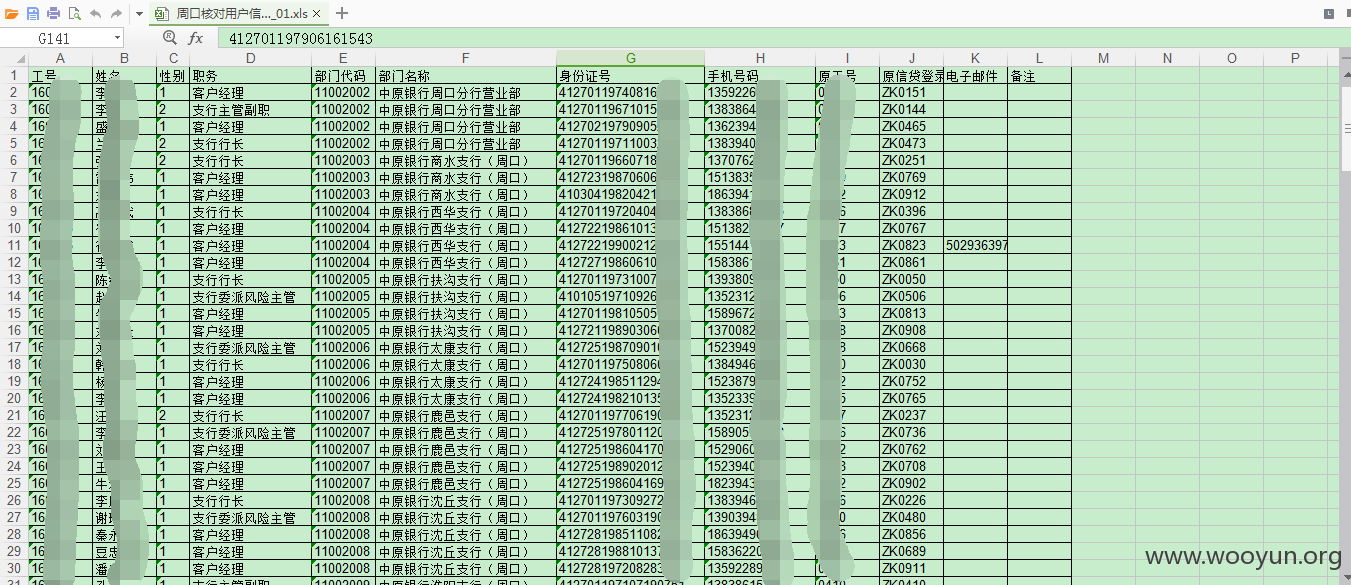 周口核对用户信..._01.xls
G141 fx 412701197906161543
A B C D E F G H I J K L M N O P
1 工号 姓名 性别 职务 部门代码 部门名称 身份证号 手机号码 原工号 原信贷登录 电子邮件 备注
2 160 李 1 客户经理 11002002 中原银行周口分行营业部 41270119740816 1359226 0 ZK0151
3 160 李 2 支行主管副职 11002002 中原银行周口分行营业部 41270119671015 1383864 ZK0144
4 16 盛 1 客户经理 11002002 中原银行周口分行营业部 41270219790905 1362394 ZK0465
5 16 兰 2 支行行长 11002002 中原银行周口分行营业部 41270119711003 1383940 ZK0473
6 16 2 支行行长 11002003 中原银行商水支行（周口） 41270119660718 1370762 ZK0251
7 16 1 客户经理 11002003 中原银行商水支行（周口） 41272319870606 1513835 ZK0769
8 16 1 客户经理 11002003 中原银行商水支行（周口） 41030419820421 186394 2 ZK0912
9 16 1 支行行长 11002004 中原银行西华支行（周口） 41270119720404 138386 6 ZK0396
10 16 1 客户经理 11002004 中原银行西华支行（周口） 41272219861013 151382 7 ZK0767
11 16 1 客户经理 11002004 中原银行西华支行（周口） 41272219900212 155144 3 ZK0823 502936397
12 16 李 1 客户经理 11002004 中原银行西华支行（周口） 41272719860610 158386 1 ZK0861
13 16 陈 1 支行行长 11002005 中原银行扶沟支行（周口） 41270119731007 1393809 0 ZK0050
14 16 赵 1 支行委派风险主管 11002005 中原银行扶沟支行（周口） 41010519710926 1352312 6 ZK0506
15 16 1 客户经理 11002005 中原银行扶沟支行（周口） 41270119810505 1589672 3 ZK0813
16 16 1 客户经理 11002005 中原银行扶沟支行（周口） 41272119890306 1370082 8 ZK0908
17 16 刘 1 支行委派风险主管 11002006 中原银行太康支行（周口） 41272519870901 1523949 8 ZK0668
18 16 韩 1 支行行长 11002006 中原银行太康支行（周口） 41270119750806 1384946 0 ZK0030
19 16 杨 1 客户经理 11002006 中原银行太康支行（周口） 41272419851129 1523879 2 ZK0752
20 16 李 1 客户经理 11002006 中原银行太康支行（周口） 41272419821013 1352339 5 ZK0765
21 16 汪 2 支行行长 11002007 中原银行鹿邑支行（周口） 41270119770619 1352312 7 ZK0237
22 160 李 1 支行委派风险主管 11002007 中原银行鹿邑支行（周口） 41272519780112 158905 6 ZK0736
23 160 刘 1 客户经理 11002007 中原银行鹿邑支行（周口） 41272519860417 1529060 2 ZK0762
24 160 王 1 客户经理 11002007 中原银行鹿邑支行（周口） 41272519890201 1523940 8 ZK0708
25 160 牛 1 客户经理 11002007 中原银行鹿邑支行（周口） 41272519860416 1823943 2 ZK0902
26 16 李 1 支行行长 11002008 中原银行沈丘支行（周口） 41270119730927 1383946 6 ZK0226
27 16 谢 1 支行委派风险主管 11002008 中原银行沈丘支行（周口） 41270119760319 1390394 0 ZK0480
28 16 秦 1 客户经理 11002008 中原银行沈丘支行（周口） 41272819851108 1863949 6 ZK0856
29 16 豆 1 客户经理 11002008 中原银行沈丘支行（周口） 41272819881013 1583622 ZK0689
30 16 潘 1 客户经理 11002008 中原银行沈丘支行（周口） 41272819720828 1359228 ZK0911
www.wooyun.org